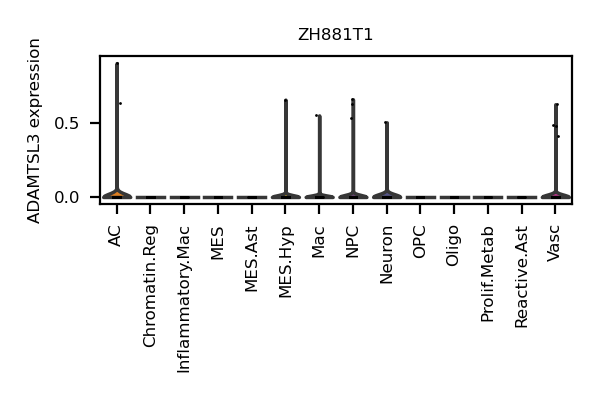 ZH881T1
ADAMTSL3 expression
0.5
0.0
AC
Chromatin.Reg
Inflammatory.Mac
MES
MES.Ast
MES.Hyp
Mac
NPC
Neuron
OPC
Oligo
Prolif.Metab
Reactive.Ast
Vasc